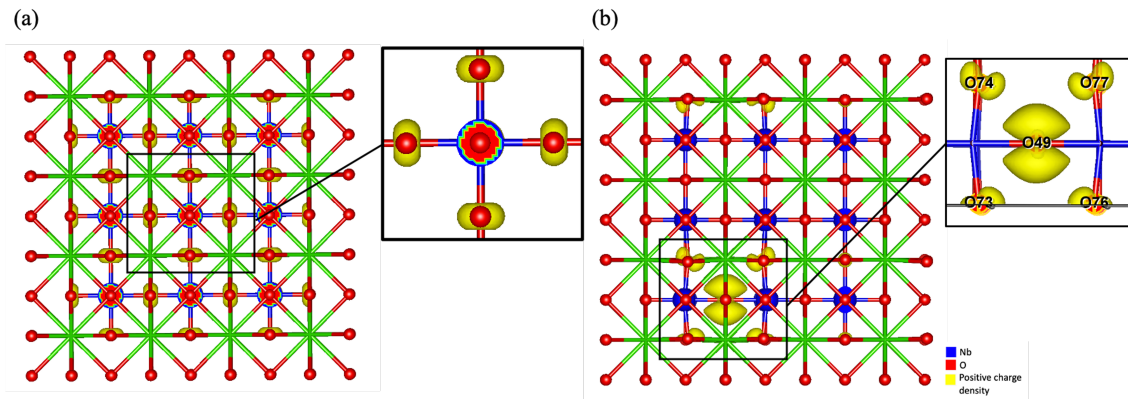 (a)
(b)
O74
O77
O49
O73
O76
Nb
O
Positive charge
density